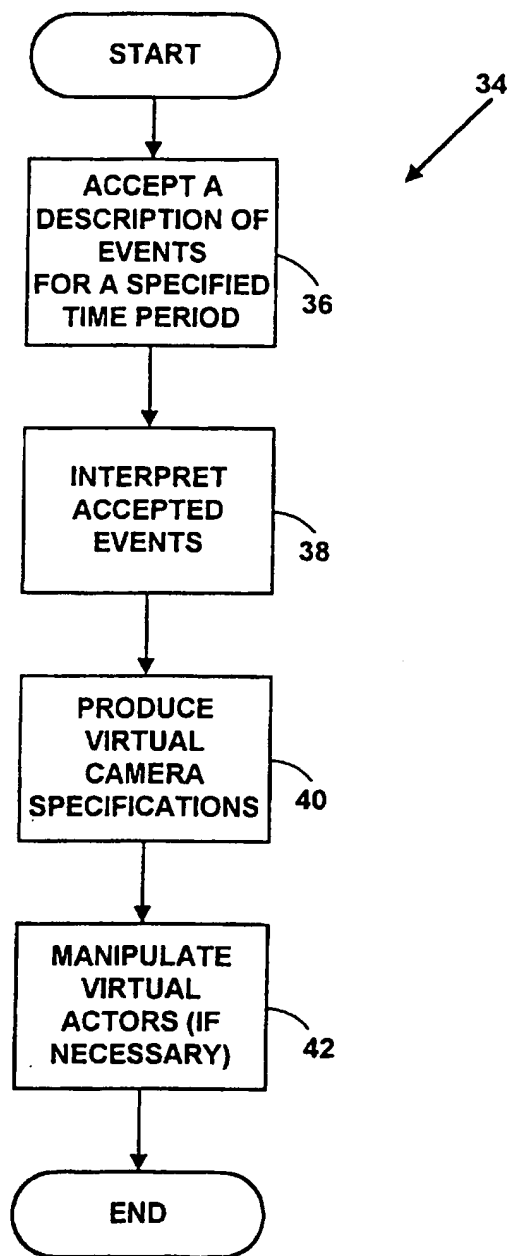 START
34
ACCEPT A
DESCRIPTION OF
EVENTS
FOR A SPECIFIED
TIME PERIOD
36
INTERPRET
ACCEPTED
EVENTS
38
PRODUCE
VIRTUAL
CAMERA
SPECIFICATIONS
40
MANIPULATE
VIRTUAL
ACTORS (IF
NECESSARY)
42
END